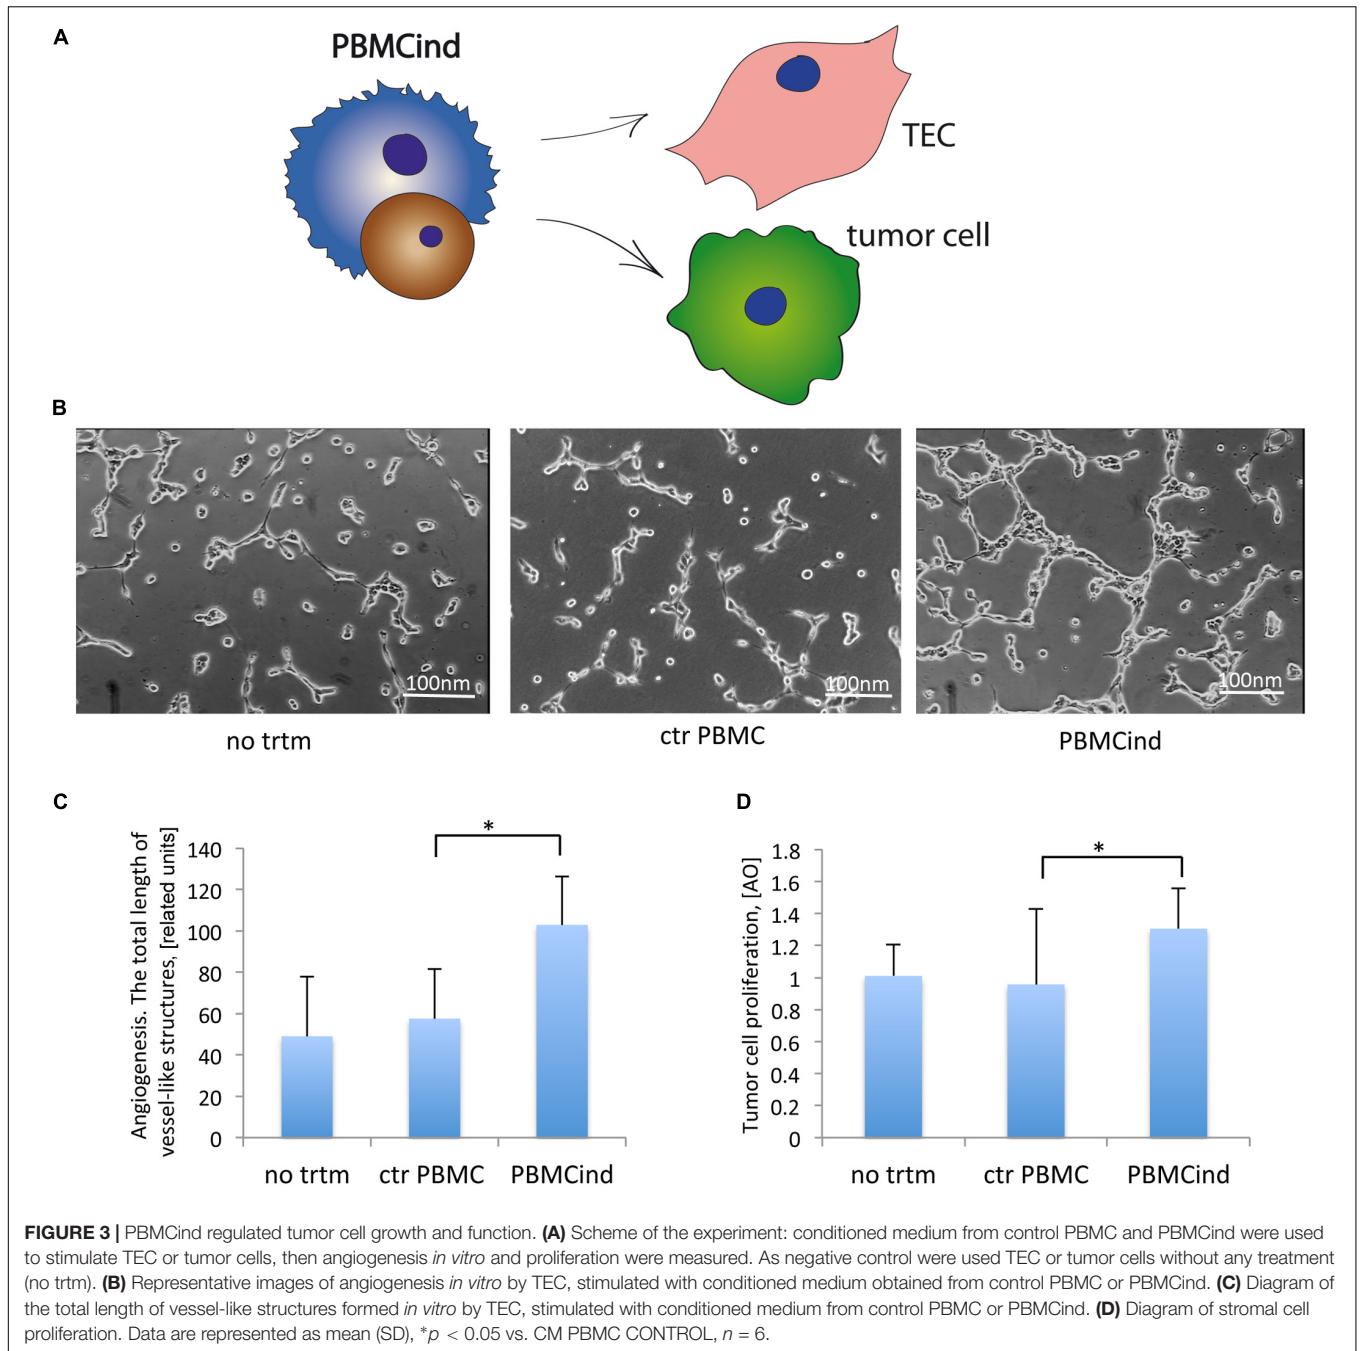 A
PBMCind
TEC
tumor cell
B
100nm
100nm
100nm
no trtm
ctr PBMC
PBMCind
C
Angiogenesis. The total length of
vessel-like structures, [related units]
*
140
120
100
80
60
40
20
0
no trtm
ctr PBMC
PBMCind
D
Tumor cell proliferation, [AO]
*
1.8
1.6
1.4
1.2
1
0.8
0.6
0.4
0.2
0
no trtm
ctr PBMC
PBMCind
FIGURE 3 | PBMCind regulated tumor cell growth and function. (A) Scheme of the experiment: conditioned medium from control PBMC and PBMCind were used
to stimulate TEC or tumor cells, then angiogenesis in vitro and proliferation were measured. As negative control were used TEC or tumor cells without any treatment
(no trtm). (B) Representative images of angiogenesis in vitro by TEC, stimulated with conditioned medium obtained from control PBMC or PBMCind. (C) Diagram of
the total length of vessel-like structures formed in vitro by TEC, stimulated with conditioned medium from control PBMC or PBMCind. (D) Diagram of stromal cell
proliferation. Data are represented as mean (SD), *p < 0.05 vs. CM PBMC CONTROL, n = 6.